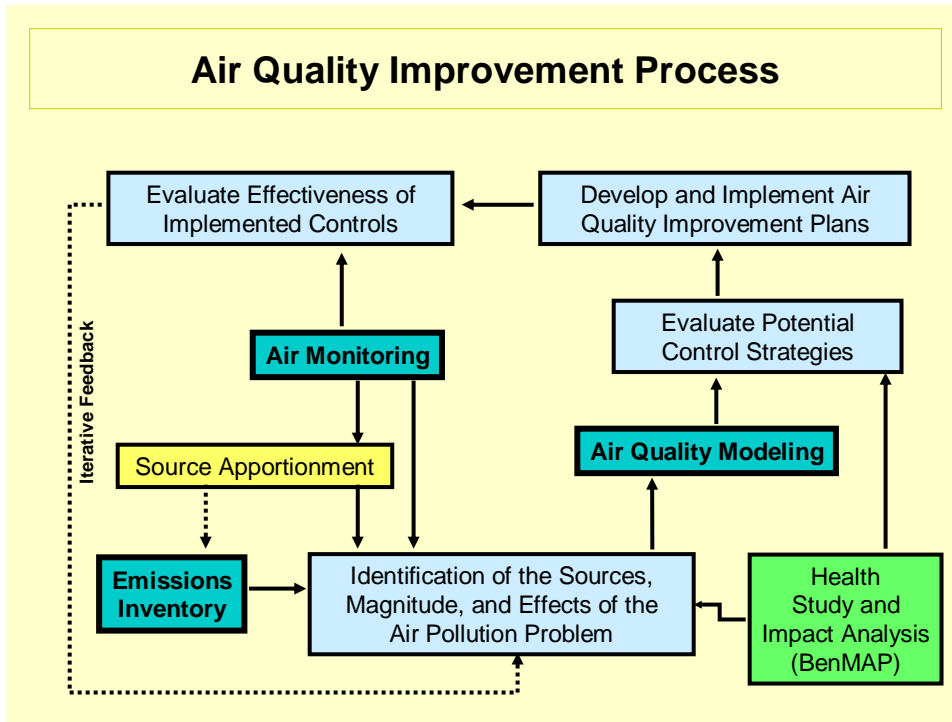 Air Quality Improvement Process
Evaluate Effectiveness of
Implemented Controls
Develop and Implement Air
Quality Improvement Plans
Evaluate Potential
Control Strategies
Air Monitoring
Iterative Feedback
Air Quality Modeling
Source Apportionment
Emissions
Inventory
Identification of the Sources,
Magnitude, and Effects of the
Air Pollution Problem
Health
Study and
Impact Analysis
(BenMAP)